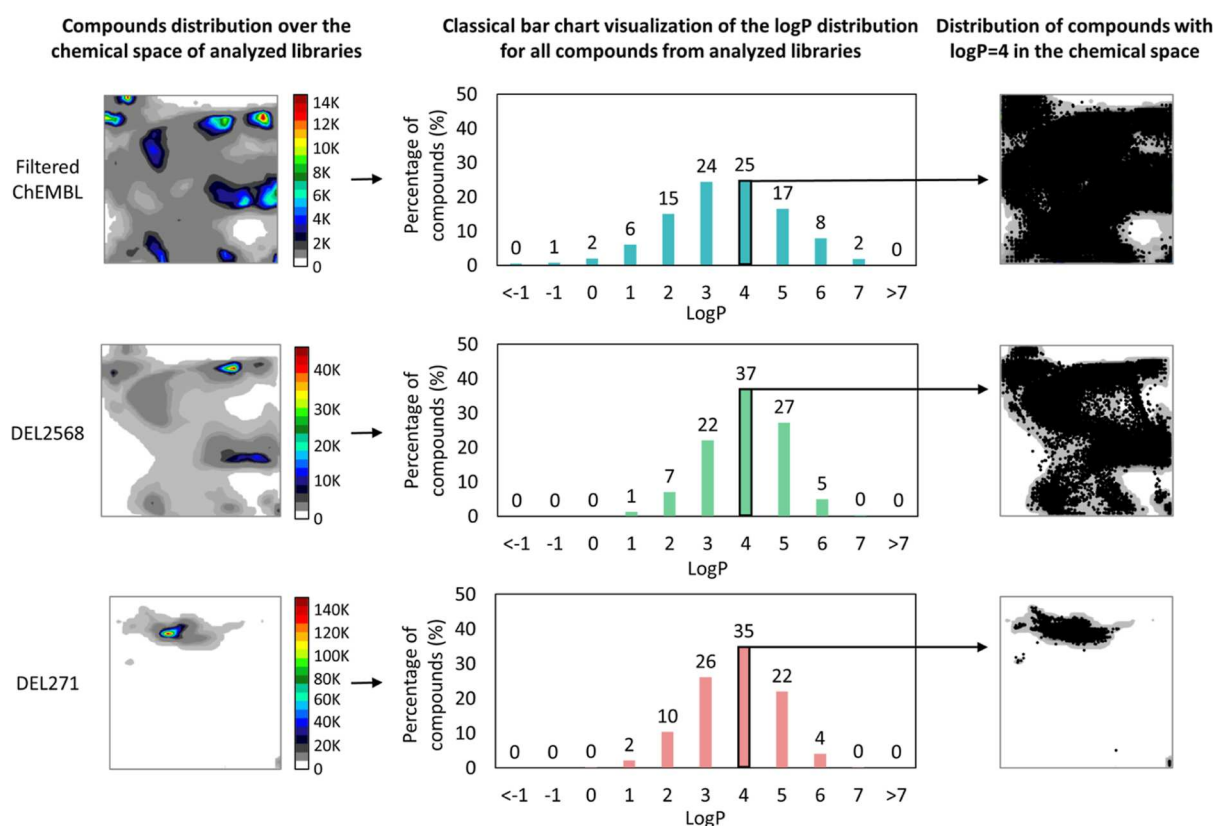 Compounds distribution over the
chemical space of analyzed libraries
Classical bar chart visualization of the logP distribution
for all compounds from analyzed libraries
Distribution of compounds with
logP=4 in the chemical space
Filtered
ChEMBL
14K
12K
10K
8K
6K
4K
2K
0
Percentage of
compounds (%)
50
40
30
20
10
0
0 1 2 6 15 24 25 17 8 2 0
<-1 -1 0 1 2 3 4 5 6 7 >7
LogP
DEL2568
40K
30K
20K
10K
0
Percentage of
compounds (%)
50
40
30
20
10
0
0 0 0 1 7 22 37 27 5 0 0
<-1 -1 0 1 2 3 4 5 6 7 >7
LogP
DEL271
140K
120K
100K
80K
60K
40K
20K
0
Percentage of
compounds (%)
50
40
30
20
10
0
0 0 0 2 10 26 35 22 4 0 0
<-1 -1 0 1 2 3 4 5 6 7 >7
LogP